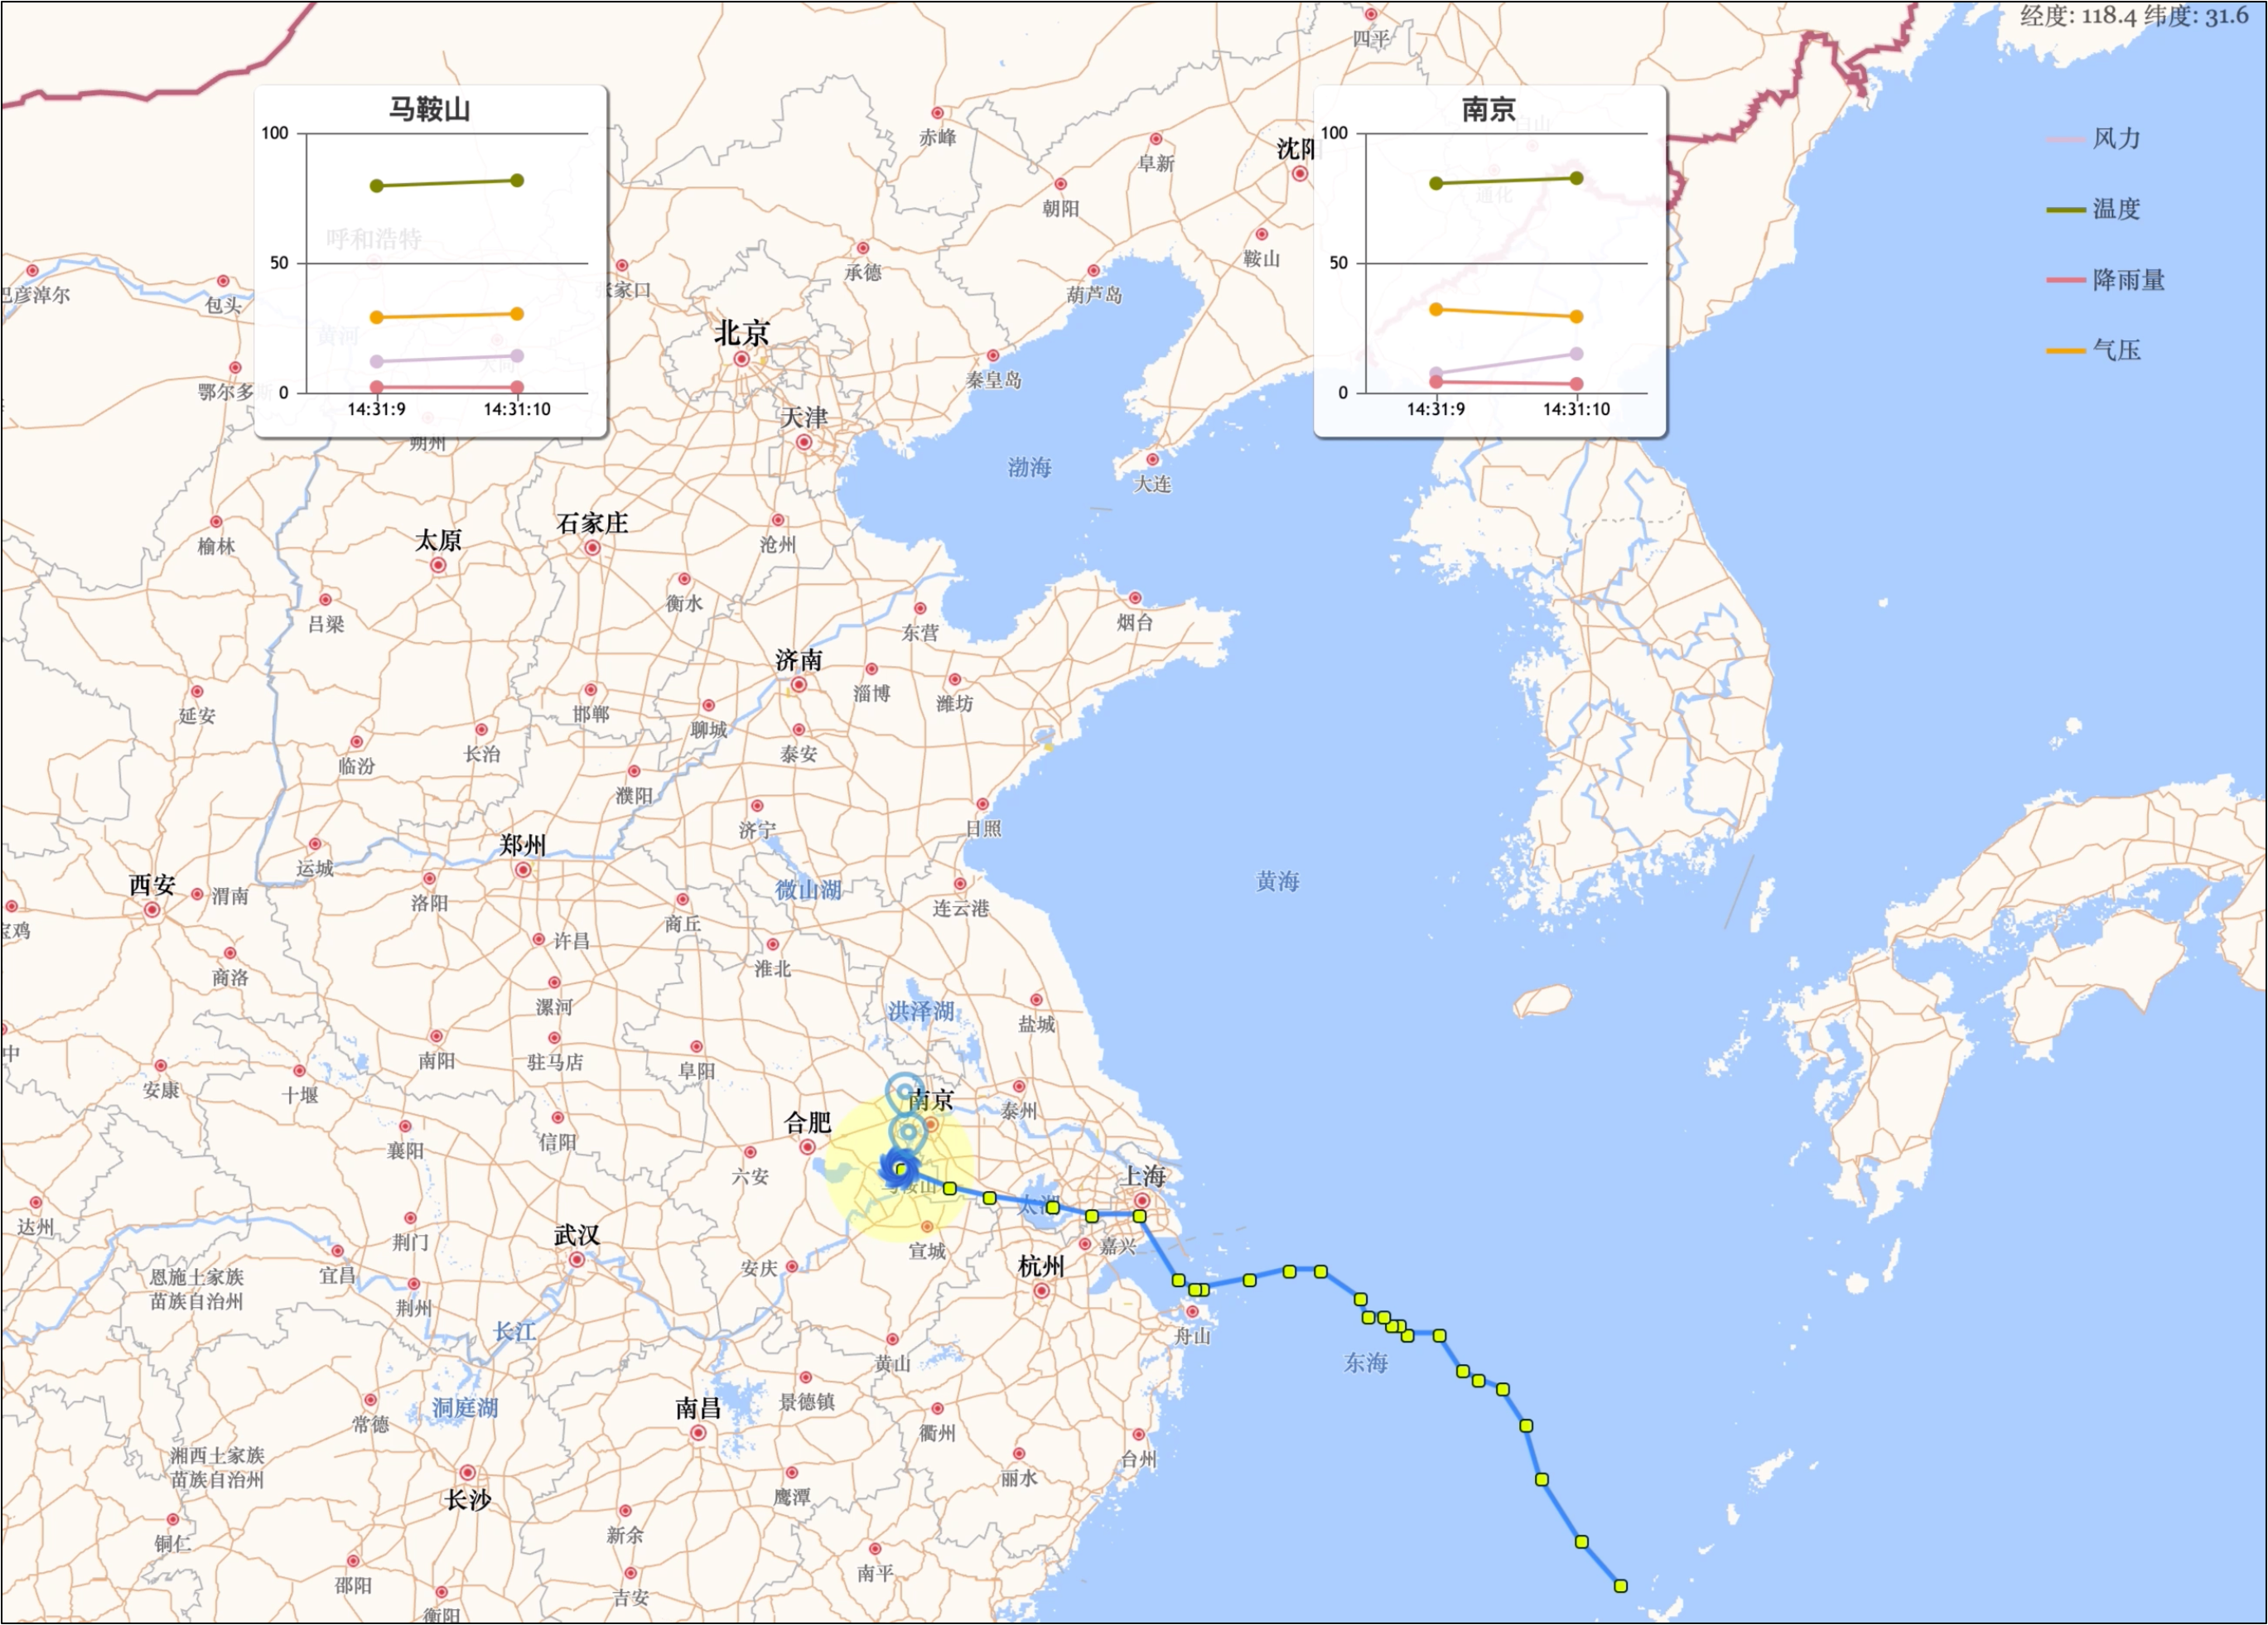 经度: 118.4 纬度: 31.6
四平
马鞍山
100
50
0
14:31:9
14:31:10
南京
100
50
0
14:31:9
14:31:10
风力
温度
降雨量
气压
赤峰
阜新
沈阳
朝阳
白山
通化
呼和浩特
承德
鞍山
葫芦岛
巴彦淖尔
包头
张家口
黄河
大同
北京
鄂尔多斯
秦皇岛
天津
朔州
渤海
大连
榆林
太原
石家庄
沧州
吕梁
衡水
东营
烟台
济南
淄博
潍坊
延安
邯郸
聊城
临汾
长治
泰安
濮阳
济宁
日照
运城
郑州
西安
渭南
洛阳
微山湖
黄海
宝鸡
商丘
连云港
许昌
商洛
淮北
漯河
洪泽湖
盐城
中
南阳
驻马店
阜阳
安康
十堰
南京
泰州
合肥
襄阳
信阳
六安
上海
马鞍山
太湖
达州
荆门
武汉
宣城
嘉兴
宜昌
安庆
杭州
恩施土家族
苗族自治州
荆州
长江
舟山
黄山
东海
洞庭湖
常德
南昌
景德镇
衢州
湘西土家族
苗族自治州
台州
丽水
长沙
鹰潭
新余
铜仁
邵阳
南平
吉安
衡阳